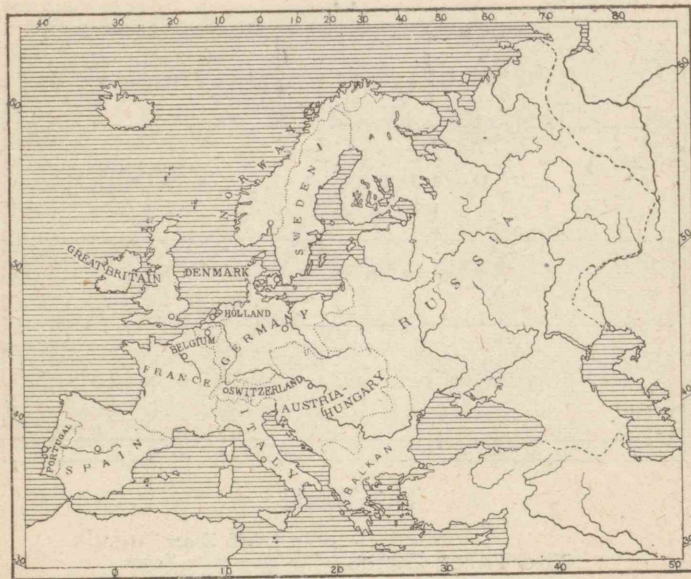 40 30 20 10 0 10 20 30 40 50 60 70 80
NORWAY
SWEDEN
RUSSIA
GREAT BRITAIN
DENMARK
HOLLAND
GERMANY
BELGIUM
FRANCE
SWITZERLAND
AUSTRIA-
HUNGARY
ITALY
PORTUGAL
SPAIN
BALKAN
50
40
50
40
30
0 10 20 30 40 50